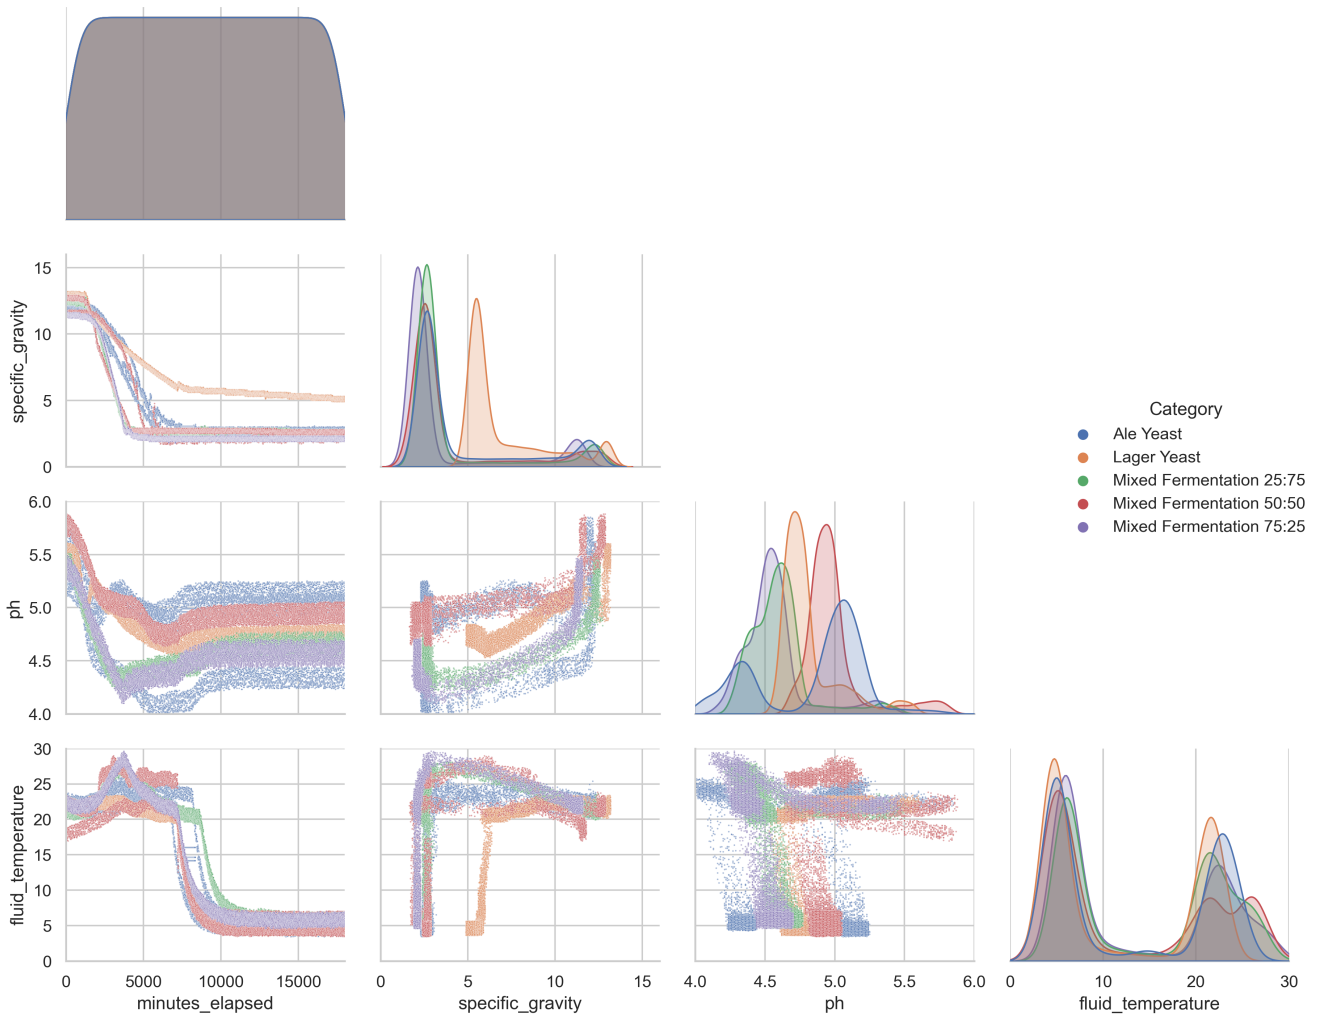 15
10
5
0
specific_gravity
Category
Ale Yeast
Lager Yeast
Mixed Fermentation 25:75
Mixed Fermentation 50:50
Mixed Fermentation 75:25
6.0
5.5
5.0
4.5
4.0
ph
30
25
20
15
10
5
0
fluid_temperature
0 5000 10000 15000
minutes_elapsed
0 5 10 15
specific_gravity
4.0 4.5 5.0 5.5 6.0
ph
0 10 20 30
fluid_temperature